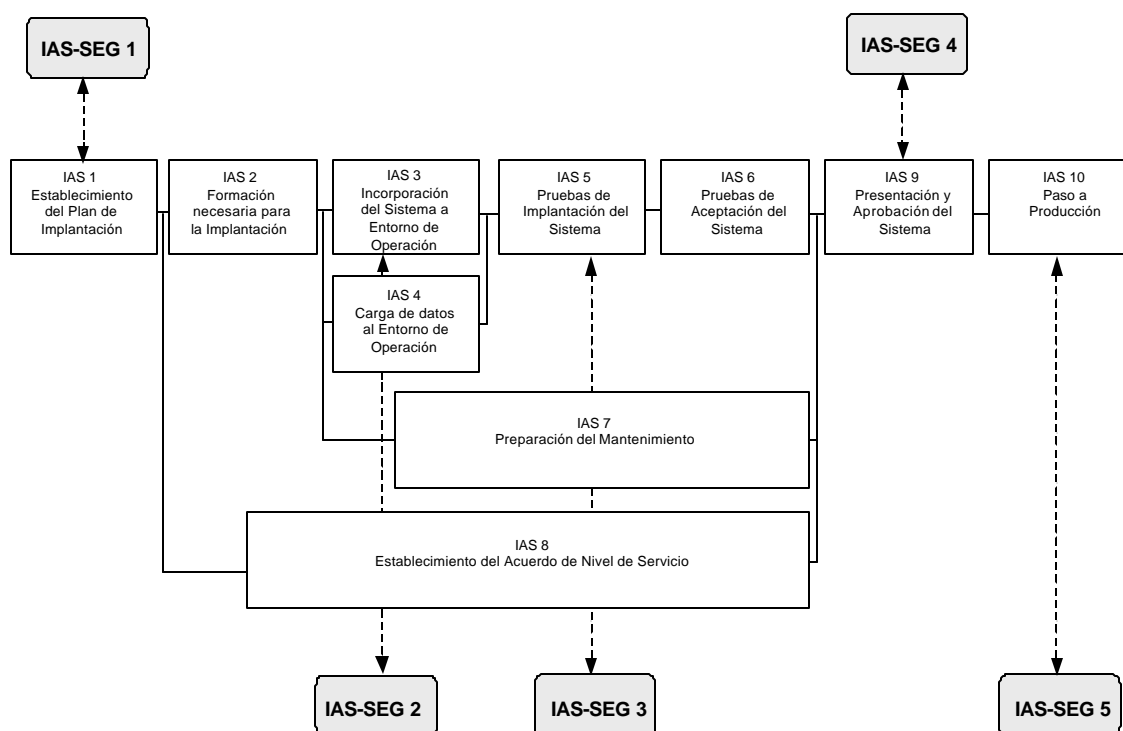 IAS-SEG 1
IAS-SEG 4
IAS 1
Establecimiento
del Plan de
Implantación
IAS 2
Formación
necesaria para
la Implantación
IAS 3
Incorporación
del Sistema a
Entorno de
Operación
IAS 5
Pruebas de
Implantación del
Sistema
IAS 6
Pruebas de
Aceptación del
Sistema
IAS 9
Presentación y
Aprobación del
Sistema
IAS 10
Paso a
Producción
IAS 4
Carga de datos
al Entorno de
Operación
IAS 7
Preparación del Mantenimiento
IAS 8
Establecimiento del Acuerdo de Nivel de Servicio
IAS-SEG 2
IAS-SEG 3
IAS-SEG 5